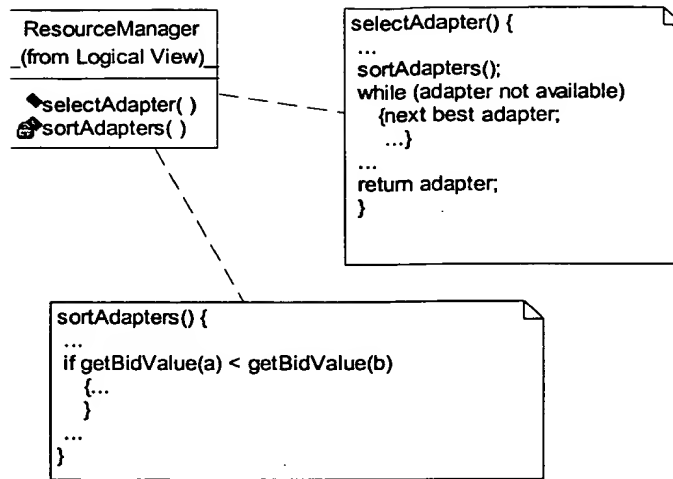 ResourceManager
(from Logical View)
selectAdapter( )
sortAdapters( )
selectAdapter() {
...
sortAdapters();
while (adapter not available)
{next best adapter;
...}
...
return adapter;
}
sortAdapters() {
...
if getBidValue(a) < getBidValue(b)
{...
}
...
}